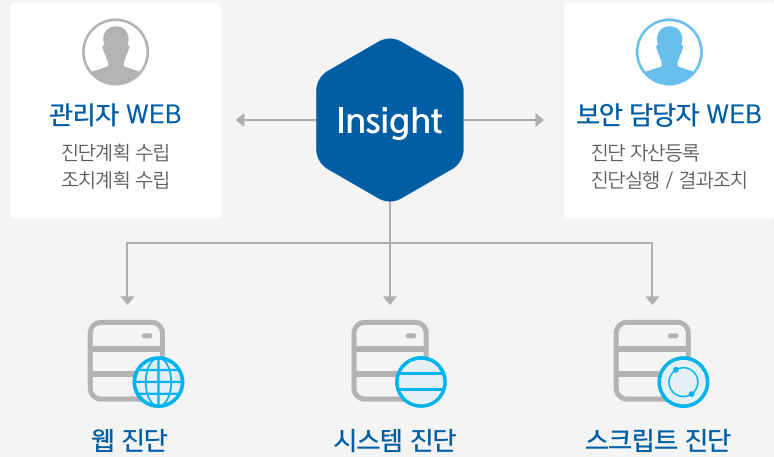 관리자 WEB
진단계획 수립
조치계획 수립
Insight
보안 담당자 WEB
진단 자산등록
진단실행 / 결과조치
웹 진단
시스템 진단
스크립트 진단